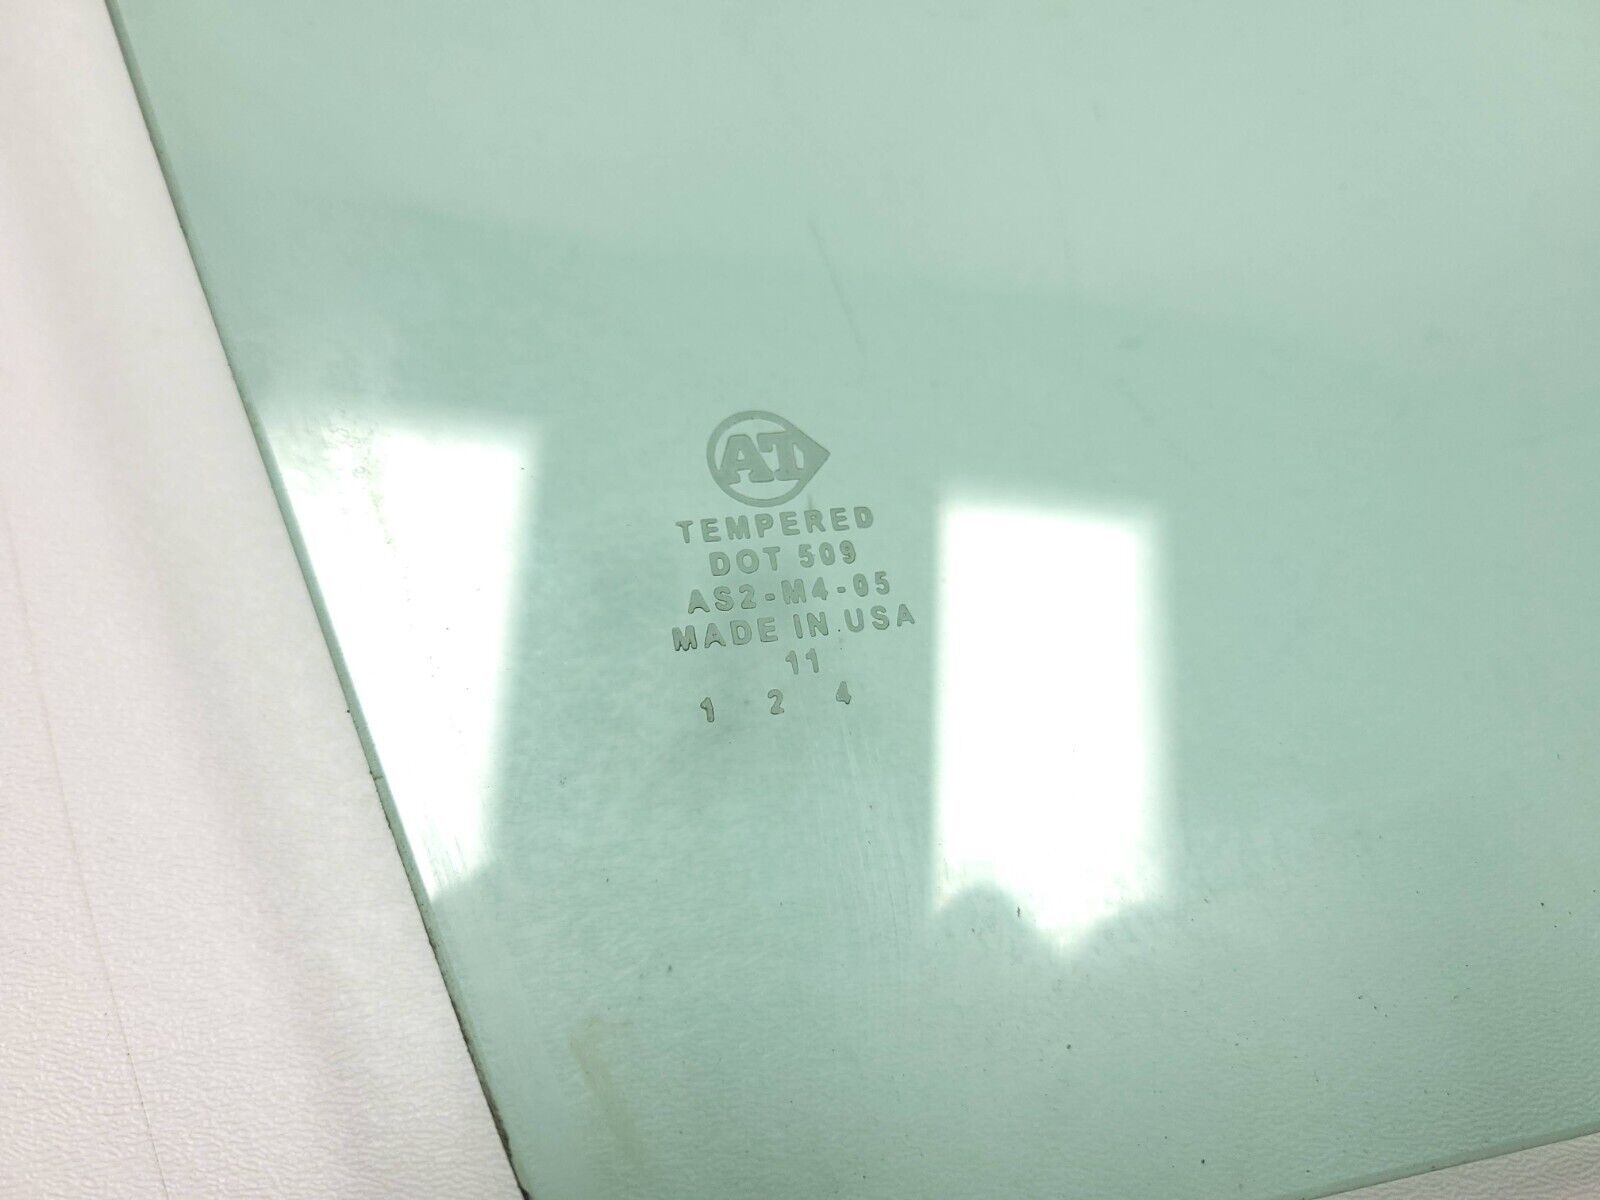 AT
TEMPERED
DOT 509
AS2-M4-05
MADE IN USA
11
1 2 4